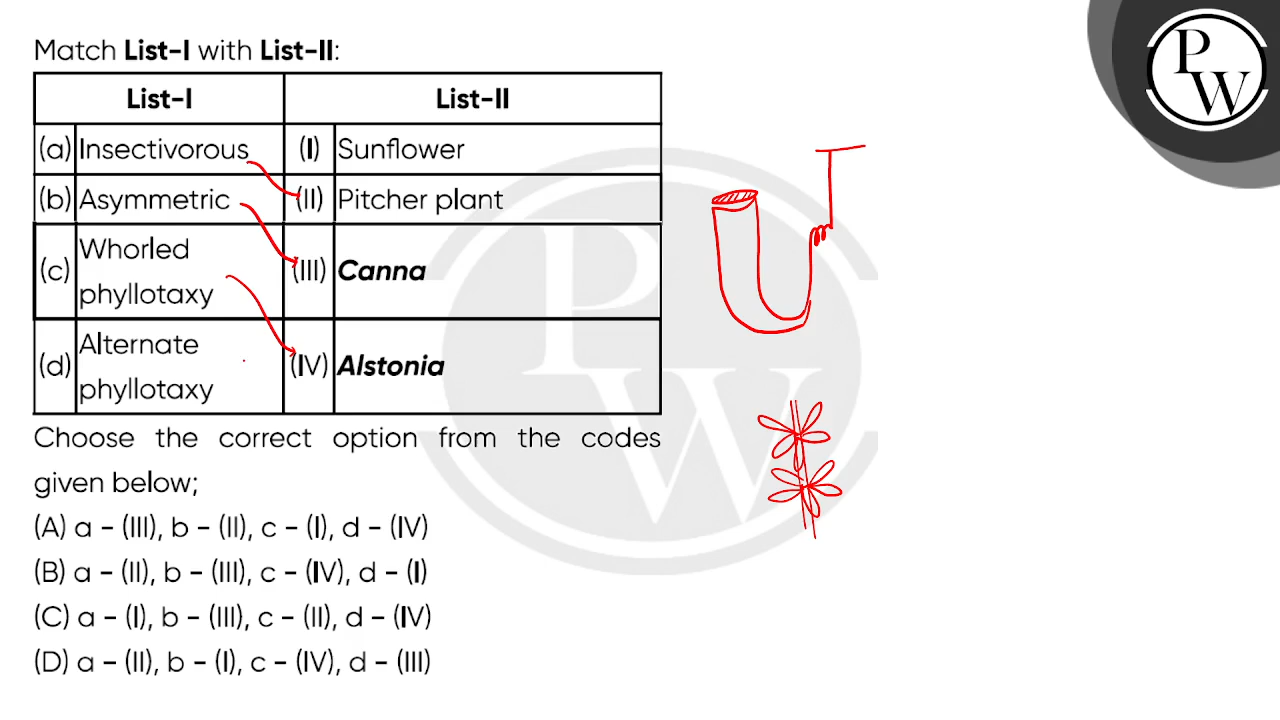 Match List-I with List-II:
List-I List-II
(a) Insectivorous (I) Sunflower
(b) Asymmetric (II) Pitcher plant
(c) Whorled phyllotaxy (III) Canna
(d) Alternate phyllotaxy (IV) Alstonia
Choose the correct option from the codes
given below;
(A) a - (III), b - (II), c - (I), d - (IV)
(B) a - (II), b - (III), c - (IV), d - (I)
(C) a - (I), b - (III), c - (II), d - (IV)
(D) a - (II), b - (I), c - (IV), d - (III)
P
W
P
W